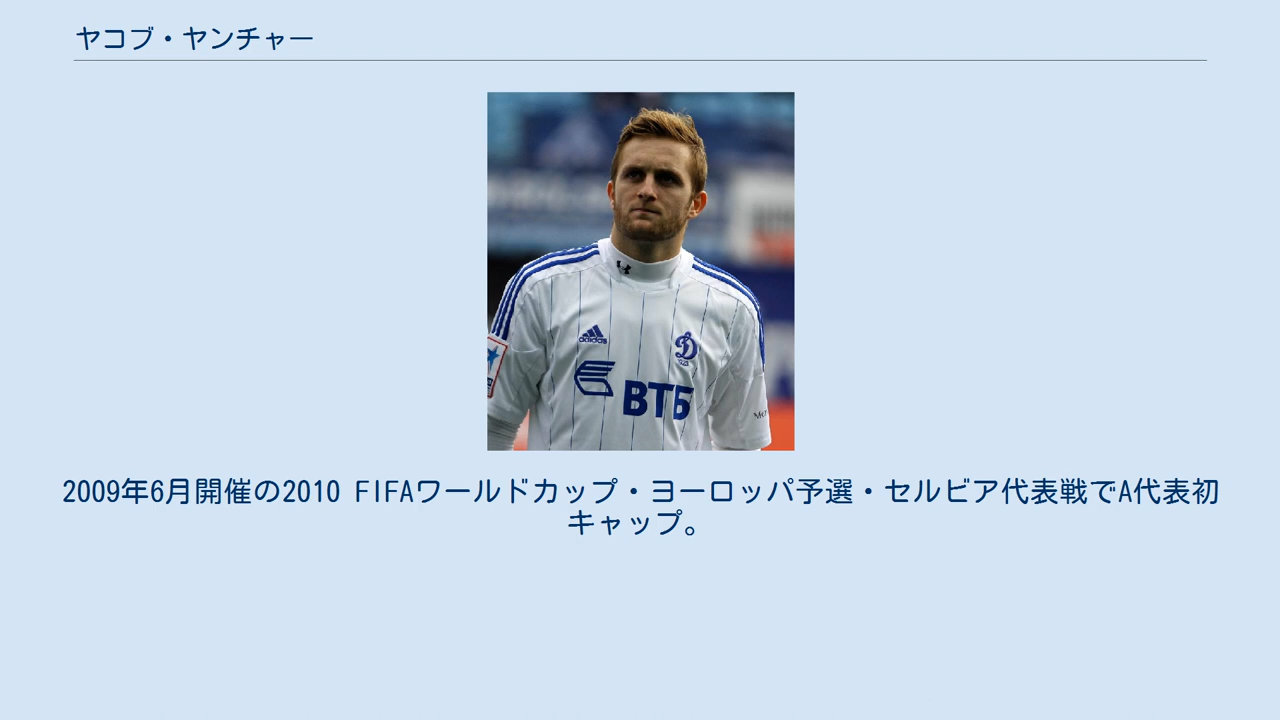 ヤコブ・ヤンチャー
adidas
ВТБ
2009年6月開催の2010 FIFAワールドカップ・ヨーロッパ予選・セルビア代表戦でA代表初
キャップ。